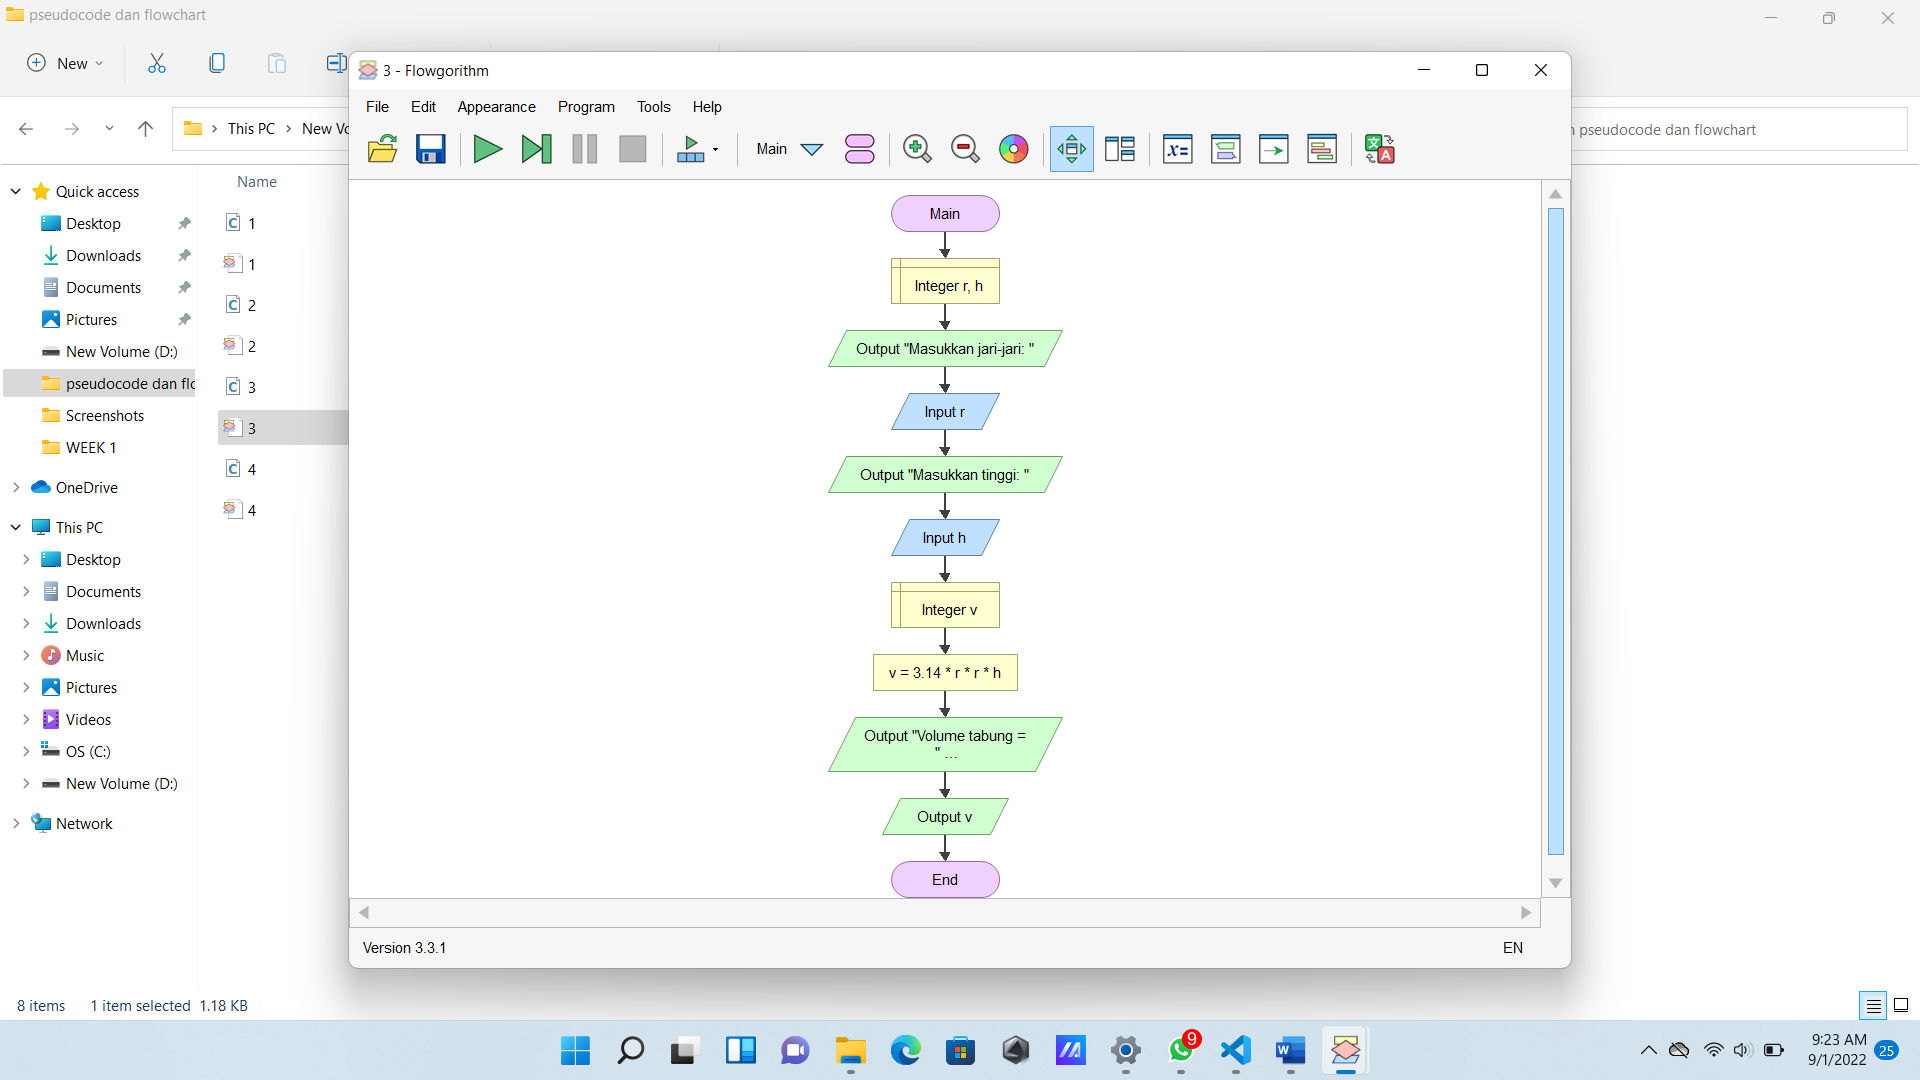 pseudocode dan flowchart
New
3 - Flowgorithm
File Edit Appearance Program Tools Help
This PC New Vo
pseudocode dan flowchart
Main
Name
Quick access
Desktop
Downloads
Documents
Pictures
New Volume (D:)
pseudocode dan flo
Screenshots
WEEK 1
OneDrive
This PC
Desktop
Documents
Downloads
Music
Pictures
Videos
OS (C:)
New Volume (D:)
Network
1
1
2
2
3
3
4
4
Main
Integer r, h
Output "Masukkan jari-jari: "
Input r
Output "Masukkan tinggi: "
Input h
Integer v
v = 3.14 * r * r * h
Output "Volume tabung =
" ...
Output v
End
Version 3.3.1
EN
8 items 1 item selected 1.18 KB
9
9:23 AM
9/1/2022
25